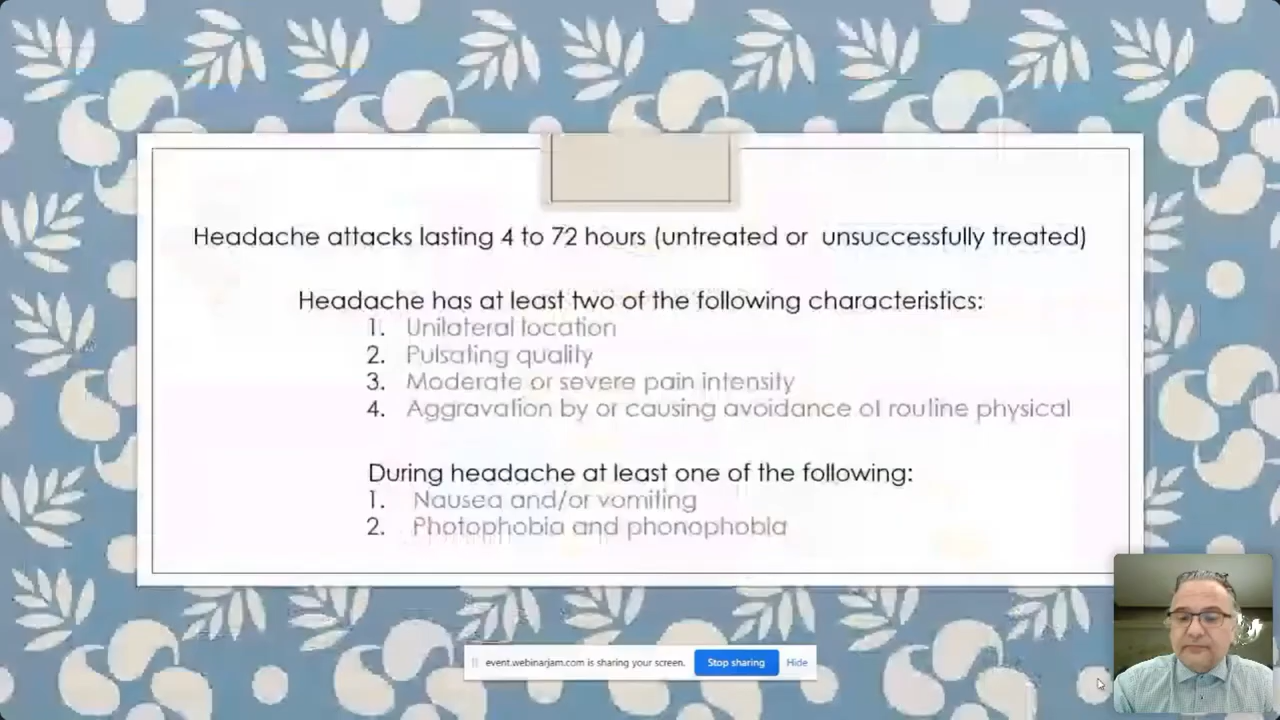 Headache attacks lasting 4 to 72 hours (untreated or unsuccessfully treated)
Headache has at least two of the following characteristics:
1. Unilateral location
2. Pulsating quality
3. Moderate or severe pain intensity
4. Aggravation by or causing avoidance of routine physical
During headache at least one of the following:
1. Nausea and/or vomiting
2. Photophobia and phonophobia
event.webinarjam.com is sharing your screen. Stop sharing Hide